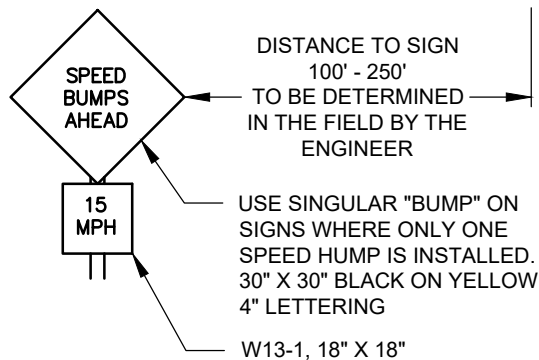 SPEED
BUMPS
AHEAD
DISTANCE TO SIGN
100' - 250'
TO BE DETERMINED
IN THE FIELD BY THE
ENGINEER
15
MPH
USE SINGULAR "BUMP" ON
SIGNS WHERE ONLY ONE
SPEED HUMP IS INSTALLED.
30" X 30" BLACK ON YELLOW
4" LETTERING
W13-1, 18" X 18"